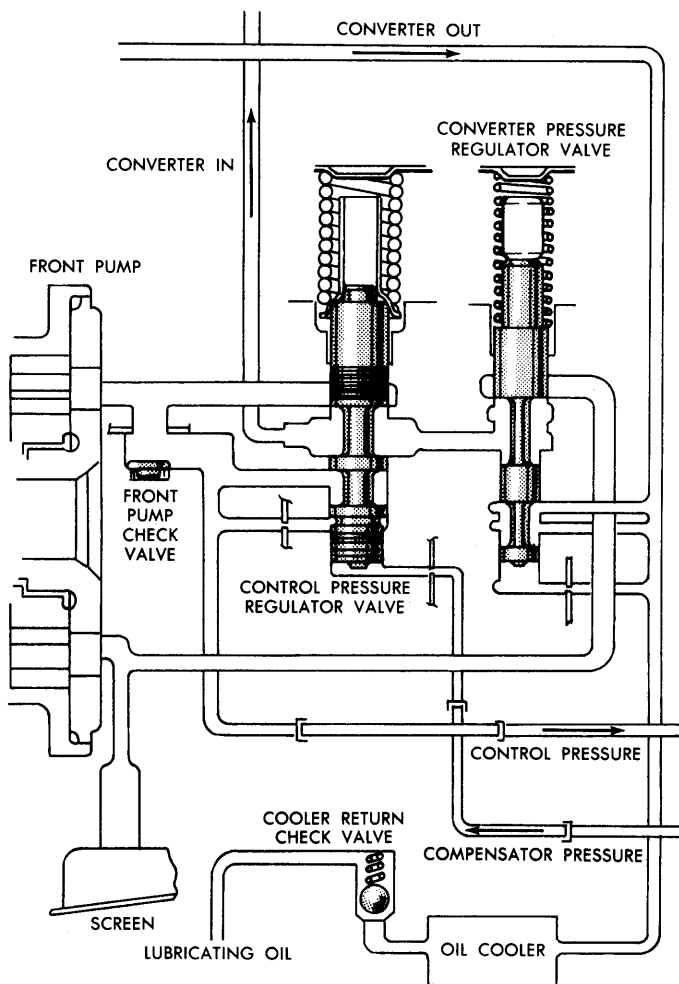 CONVERTER OUT
CONVERTER PRESSURE
REGULATOR VALVE
CONVERTER IN
FRONT PUMP
FRONT
PUMP
CHECK
VALVE
CONTROL PRESSURE
REGULATOR VALVE
CONTROL PRESSURE
COOLER RETURN
CHECK VALVE
COMPENSATOR PRESSURE
SCREEN
LUBRICATING OIL
OIL COOLER